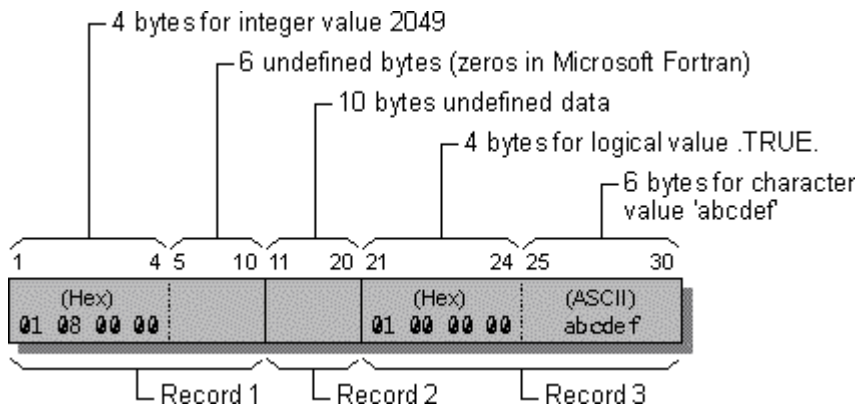 4 bytes for integer value 2049
6 undefined bytes (zeros in Microsoft Fortran)
10 bytes undefined data
4 bytes for logical value .TRUE.
6 bytes for character
value 'abcdef'
1 4 5 10 11 20 21 24 25 30
(Hex) (Hex) (ASCII)
01 08 00 00 01 00 00 00 abcdef
Record 1 Record 2 Record 3